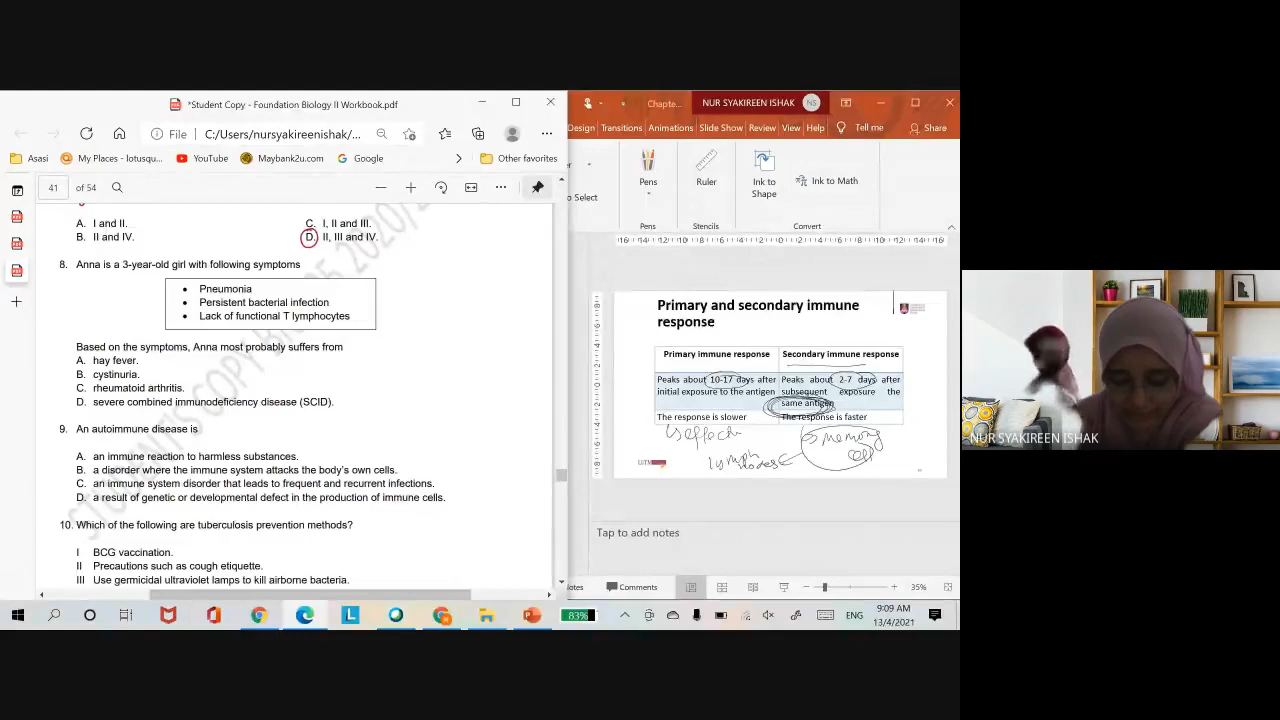 *Student Copy - Foundation Biology II Workbook.pdf
File C:/Users/nursyakireenishak/...
Asasi My Places - lotusqu... YouTube Maybank2u.com Google Other favorites
41 of 54
A. I and II. C. I, II and III.
B. II and IV. D. II, III and IV.
8. Anna is a 3-year-old girl with following symptoms
• Pneumonia
• Persistent bacterial infection
• Lack of functional T lymphocytes
Based on the symptoms, Anna most probably suffers from
A. hay fever.
B. cystinuria.
C. rheumatoid arthritis.
D. severe combined immunodeficiency disease (SCID).
9. An autoimmune disease is
A. an immune reaction to harmless substances.
B. a disorder where the immune system attacks the body's own cells.
C. an immune system disorder that leads to frequent and recurrent infections.
D. a result of genetic or developmental defect in the production of immune cells.
10. Which of the following are tuberculosis prevention methods?
I BCG vaccination.
II Precautions such as cough etiquette.
III Use germicidal ultraviolet lamps to kill airborne bacteria.
Chapte... NUR SYAKIREEN ISHAK NS
Design Transitions Animations Slide Show Review View Help Tell me Share
to Select
Pens
Ruler
Ink to Shape
Ink to Math
Pens Stencils Convert
Primary and secondary immune
response
Primary immune response Secondary immune response
Peaks about 10-17 days after Peaks about 2-7 days after
initial exposure to the antigen subsequent exposure the
same antigen
The response is slower The response is faster
memory
cell
lymph
nodes
UiTM
Tap to add notes
Notes Comments 35%
83% ENG 9:09 AM
13/4/2021
NUR SYAKIREEN ISHAK